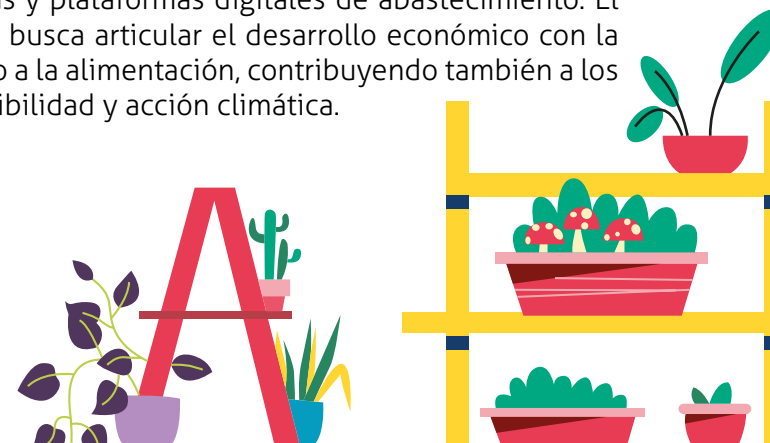 s y plataformas digitales de abastecimiento. El
busca articular el desarrollo económico con la
o a la alimentación, contribuyendo también a los
ibilidad y acción climática.